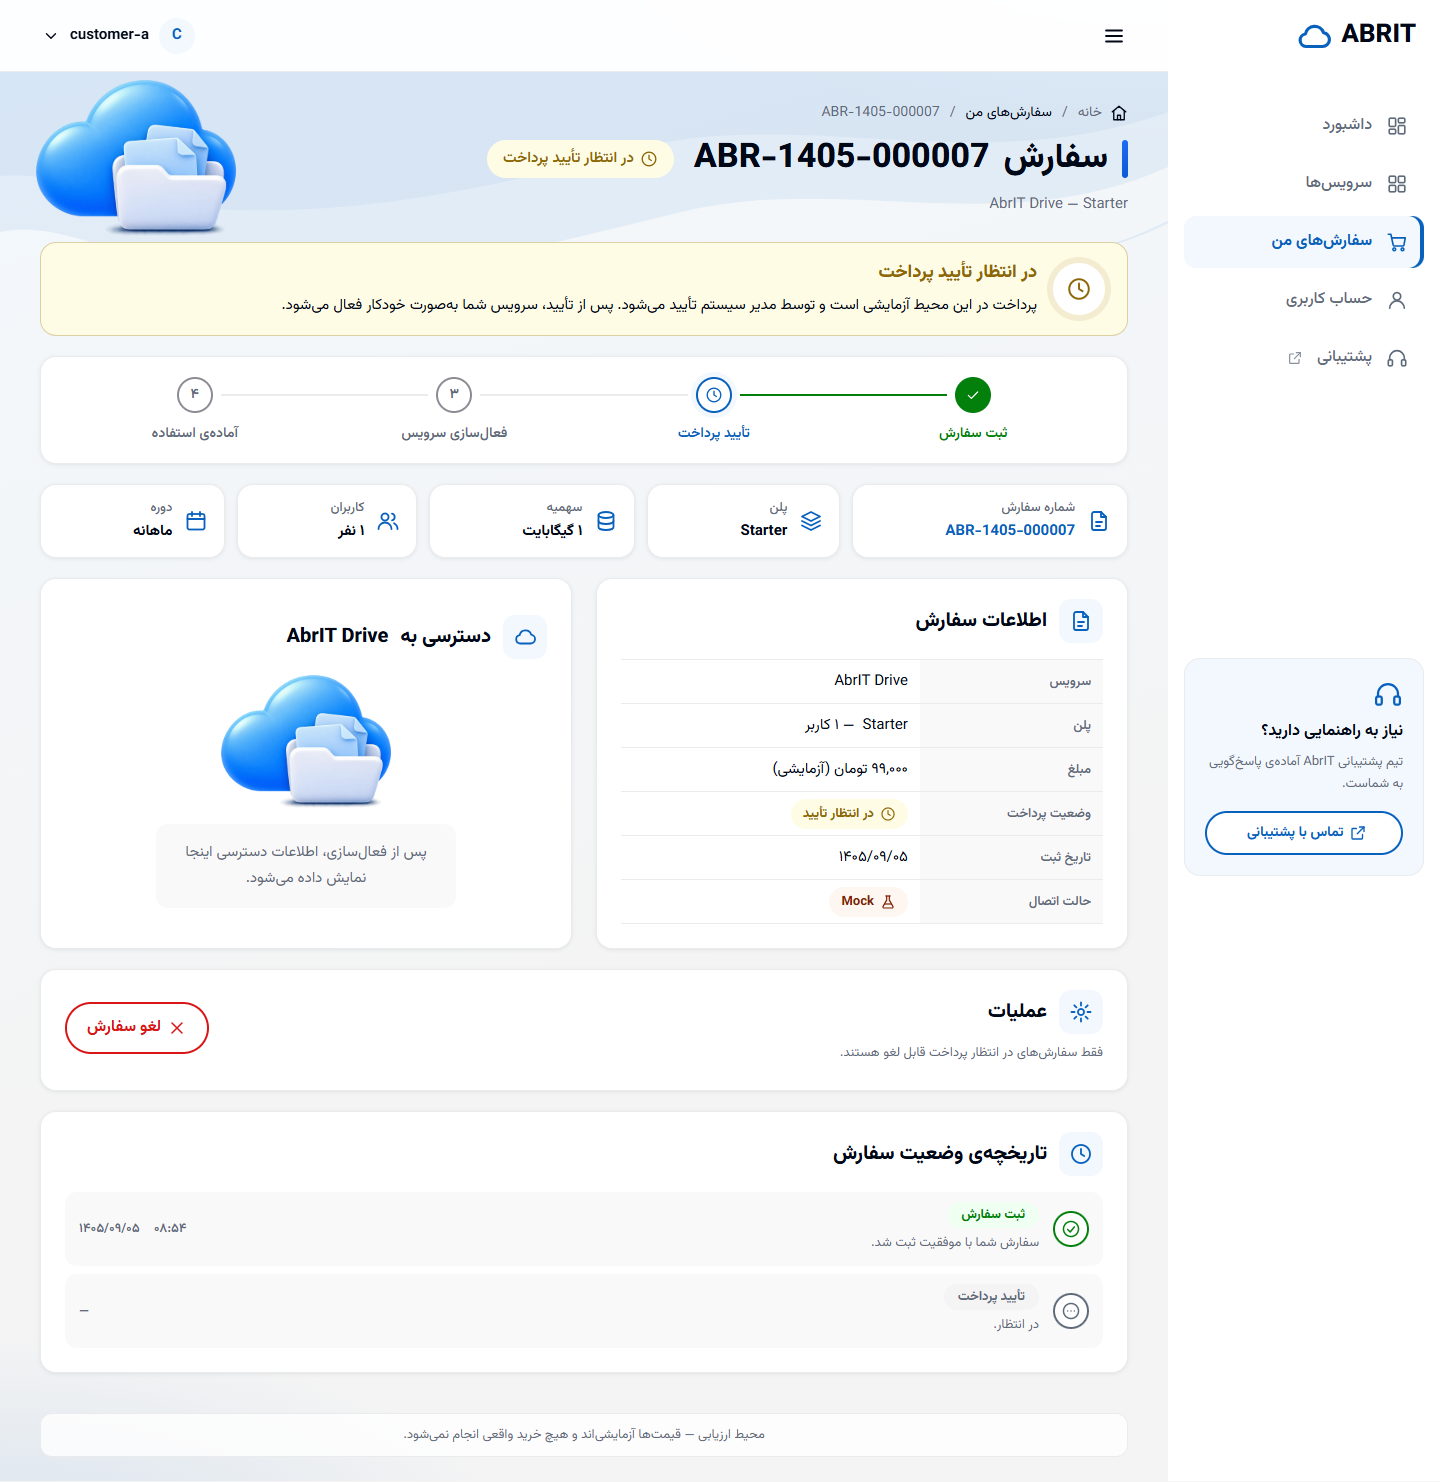 ABRIT
داشبورد
سرویس‌ها
سفارش‌های من
حساب کاربری
پشتیبانی
نیاز به راهنمایی دارید؟
تیم پشتیبانی AbrIT آماده‌ی پاسخ‌گویی
به شماست.
تماس با پشتیبانی
C customer-a
خانه / سفارش‌های من / ABR-1405-000007
سفارش ABR-1405-000007 در انتظار تأیید پرداخت
AbrIT Drive — Starter
در انتظار تأیید پرداخت
پرداخت در این محیط آزمایشی است و توسط مدیر سیستم تأیید می‌شود. پس از تأیید، سرویس شما به‌صورت خودکار فعال می‌شود.
۳ ۴
ثبت سفارش تأیید پرداخت فعال‌سازی سرویس آماده‌ی استفاده
شماره سفارش
ABR-1405-000007
پلن
Starter
سهمیه
۱ گیگابایت
کاربران
۱ نفر
دوره
ماهانه
اطلاعات سفارش
سرویس AbrIT Drive
پلن Starter — ۱ کاربر
مبلغ ۹۹٬۰۰۰ تومان (آزمایشی)
وضعیت پرداخت در انتظار تأیید
تاریخ ثبت ۱۴۰۵/۰۹/۰۵
حالت اتصال Mock
دسترسی به AbrIT Drive
پس از فعال‌سازی، اطلاعات دسترسی اینجا
نمایش داده می‌شود.
عملیات
فقط سفارش‌های در انتظار پرداخت قابل لغو هستند.
لغو سفارش
تاریخچه‌ی وضعیت سفارش
ثبت سفارش
سفارش شما با موفقیت ثبت شد.
۰۸:۵۴ ۱۴۰۵/۰۹/۰۵
تأیید پرداخت
در انتظار.
—
محیط ارزیابی — قیمت‌ها آزمایشی‌اند و هیچ خرید واقعی انجام نمی‌شود.